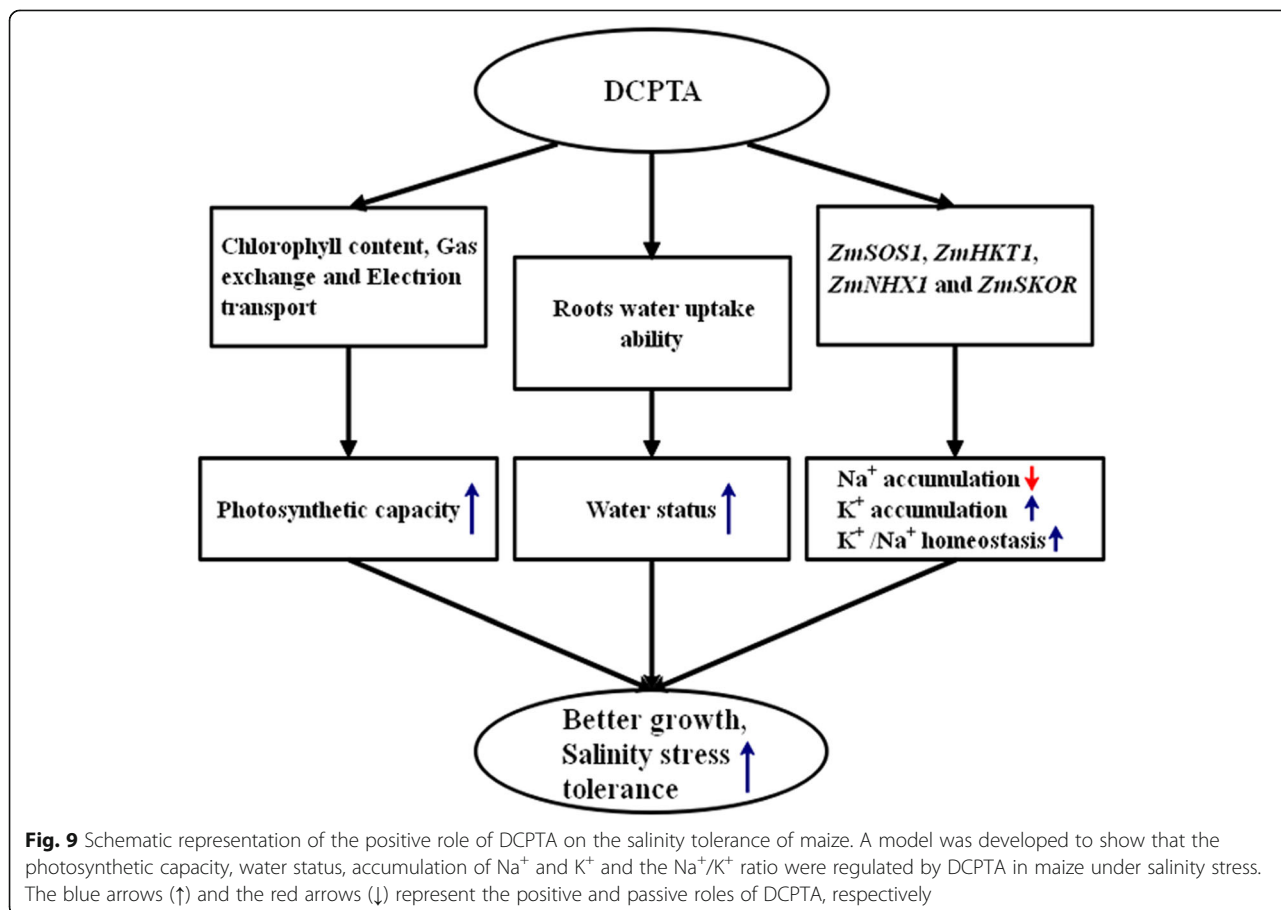 DCPTA
Chlorophyll content, Gas
exchange and Electrion
transport
Roots water uptake
ability
ZmSOS1, ZmHKT1,
ZmNHX1 and ZmSKOR
Photosynthetic capacity ↑
Water status ↑
Na⁺ accumulation ↓
K⁺ accumulation ↑
K⁺ /Na⁺ homeostasis ↑
Better growth,
Salinity stress ↑
tolerance
Fig. 9 Schematic representation of the positive role of DCPTA on the salinity tolerance of maize. A model was developed to show that the
photosynthetic capacity, water status, accumulation of Na⁺ and K⁺ and the Na⁺/K⁺ ratio were regulated by DCPTA in maize under salinity stress.
The blue arrows (↑) and the red arrows (↓) represent the positive and passive roles of DCPTA, respectively